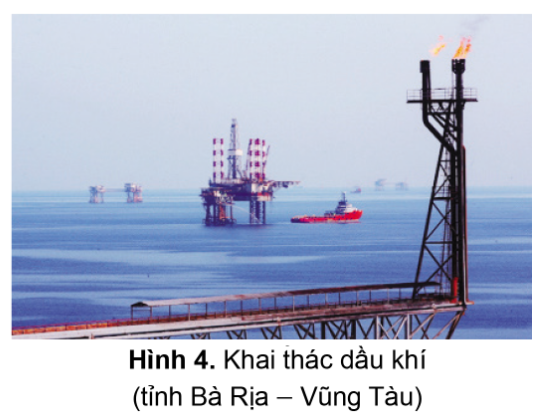 Hình 4. Khai thác dầu khí
(tỉnh Bà Rịa – Vũng Tàu)